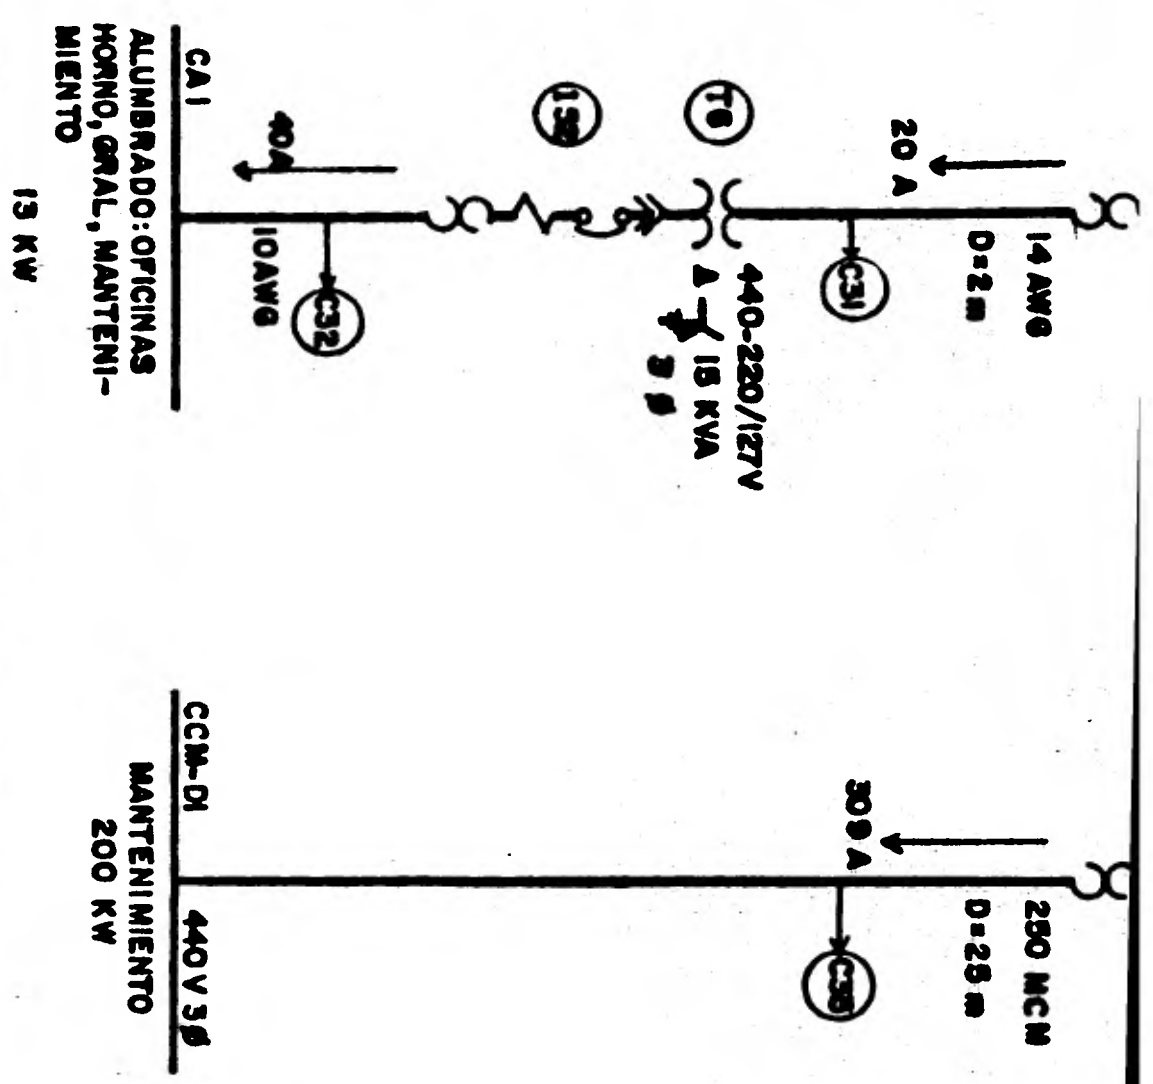 14 AWG
D=2 m
20 A
C31
T6
440-220/127V
15 KVA
3 Ø
40A
10AWG
C32
CA1
ALUMBRADO:OFICINAS
HORNO, GRAL, MANTENI-
MIENTO
13 KW
250 MCM
D=25 m
309 A
CCM-D1
440V 3Ø
MANTENIMIENTO
200 KW